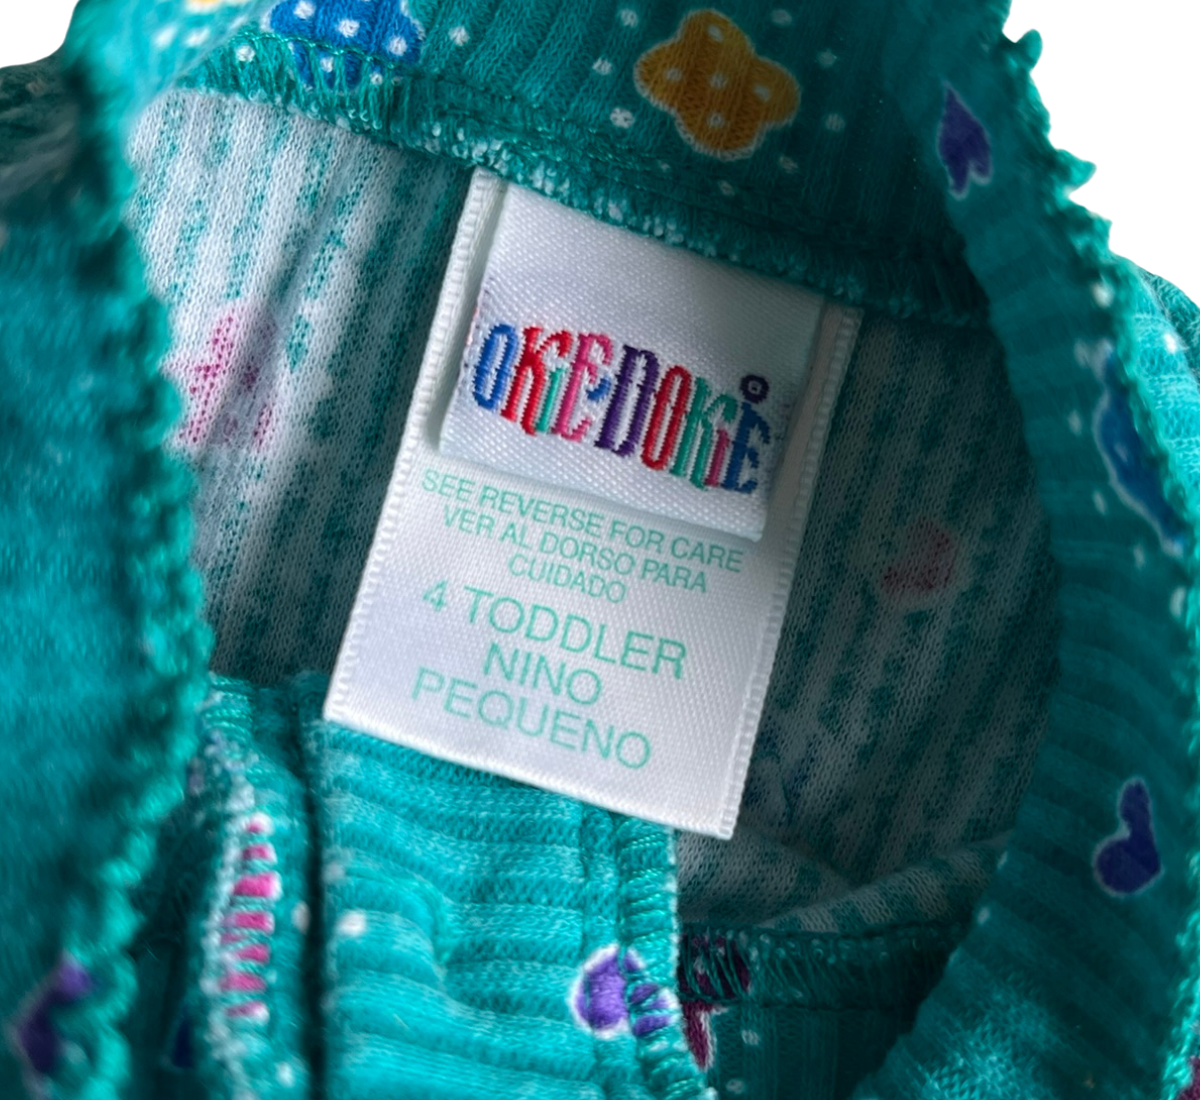 OKIE DOKIE
SEE REVERSE FOR CARE
VER AL DORSO PARA
CUIDADO
4 TODDLER
NINO
PEQUENO